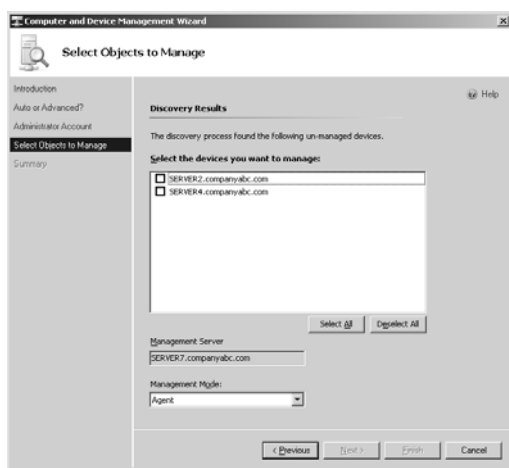 Computer and Device Management Wizard
Select Objects to Manage
Introduction
Auto or Advanced?
Administrator Account
Select Objects to Manage
Summary
Help
Discovery Results
The discovery process found the following un-managed devices.
Select the devices you want to manage:
SERVER2.companyabc.com
SERVER4.companyabc.com
Select All
Deselect All
Management Server
SERVER7.companyabc.com
Management Mode:
Agent
< Previous
Next >
Finish
Cancel